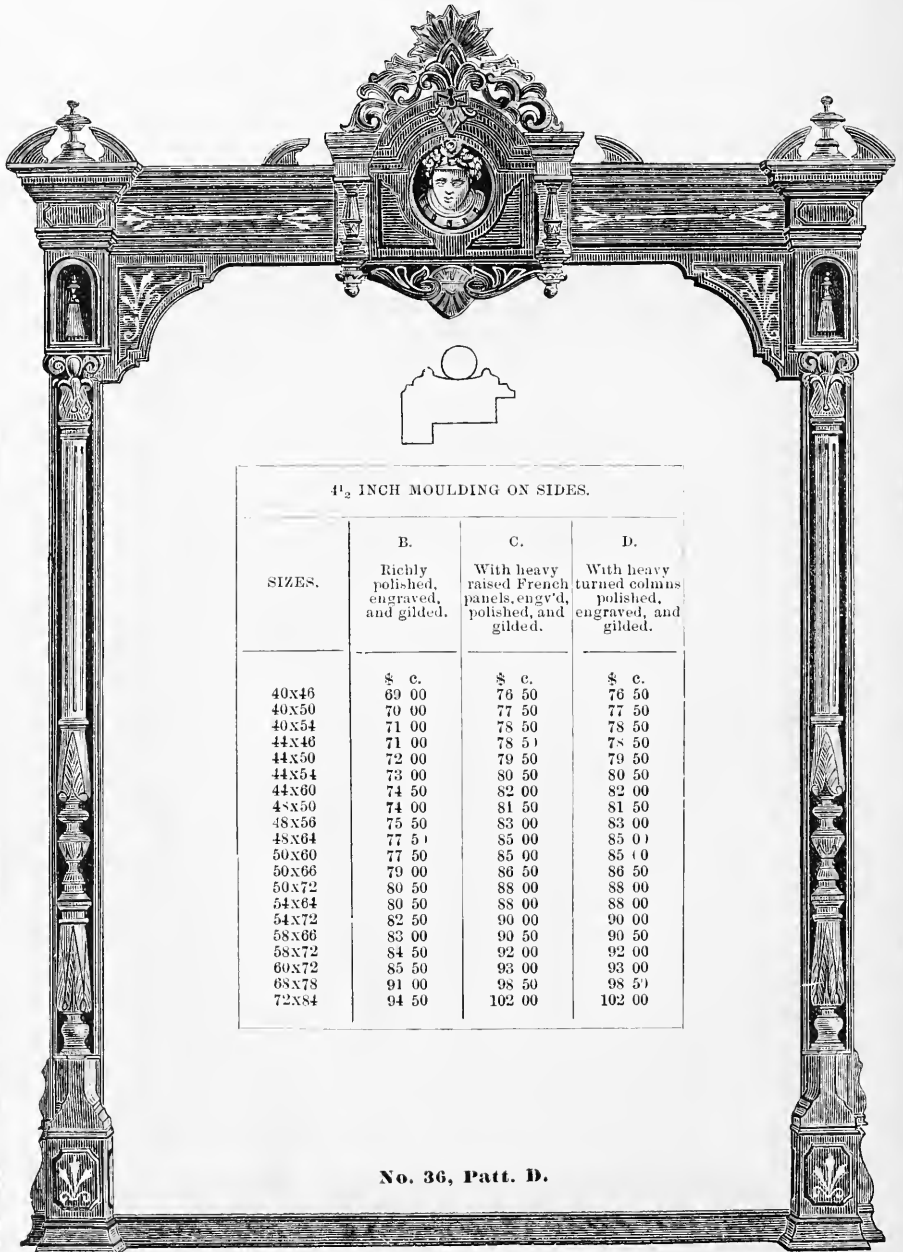 4½ INCH MOULDING ON SIDES.
SIZES. B. C. D.
Richly polished, engraved, and gilded. With heavy raised French panels, engv'd, polished, and gilded. With heavy turned colums polished, engraved, and gilded.
$ c. $ c. $ c.
40x46 69 00 76 50 76 50
40x50 70 00 77 50 77 50
40x54 71 00 78 50 78 50
44x46 71 00 78 50 78 50
44x50 72 00 79 50 79 50
44x54 73 00 80 50 80 50
44x60 74 50 82 00 82 00
48x50 74 00 81 50 81 50
48x56 75 50 83 00 83 00
48x64 77 50 85 00 85 00
50x60 77 50 85 00 85 00
50x66 79 00 86 50 86 50
50x72 80 50 88 00 88 00
54x64 80 50 88 00 88 00
54x72 82 50 90 00 90 00
58x66 83 00 90 50 90 50
58x72 84 50 92 00 92 00
60x72 85 50 93 00 93 00
68x78 91 00 98 50 98 50
72x84 94 50 102 00 102 00
No. 36, Patt. D.